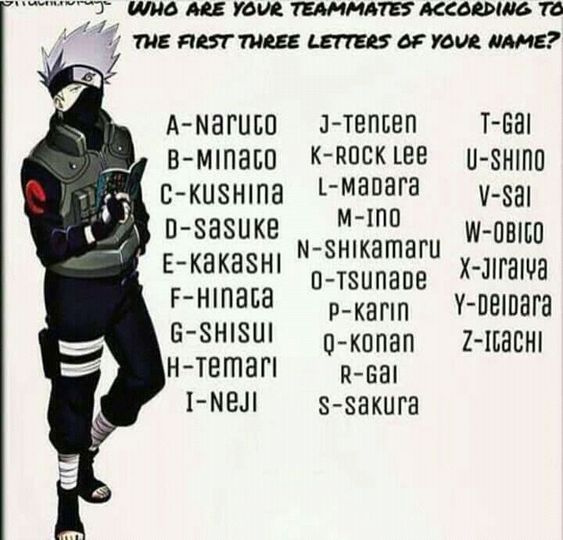 WHO ARE YOUR TEAMMATES ACCORDING TO
THE FIRST THREE LETTERS OF YOUR NAME?
A-Naruto
B-Minato
C-Kushina
D-Sasuke
E-Kakashi
F-Hinata
G-Shisui
H-Temari
I-Neji
J-Tenten
K-Rock Lee
L-Madara
M-Ino
N-Shikamaru
O-Tsunade
P-Karin
Q-Konan
R-Gai
S-Sakura
T-Gai
U-Shino
V-Sai
W-Obito
X-Jiraiya
Y-Deidara
Z-Itachi